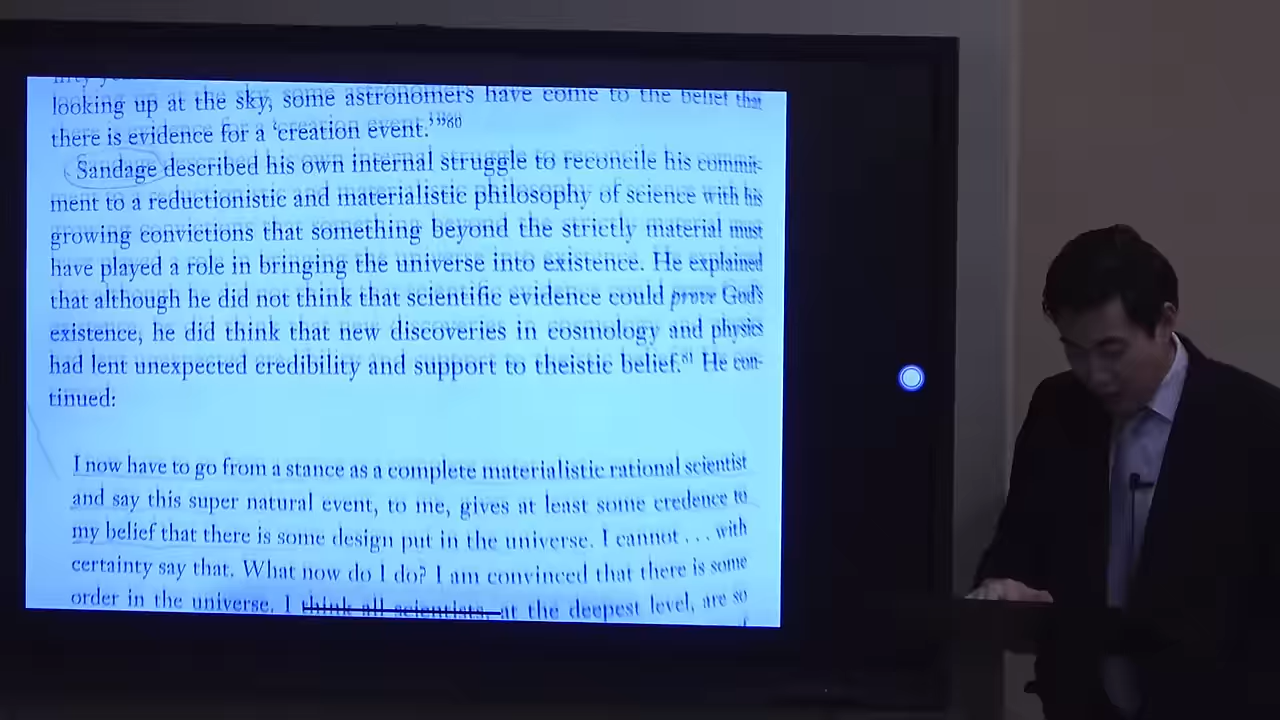 looking up at the sky, some astronomers have come to the belief that
there is evidence for a ‘creation event.’”80
Sandage described his own internal struggle to reconcile his commit-
ment to a reductionistic and materialistic philosophy of science with his
growing convictions that something beyond the strictly material must
have played a role in bringing the universe into existence. He explained
that although he did not think that scientific evidence could prove God’s
existence, he did think that new discoveries in cosmology and physics
had lent unexpected credibility and support to theistic belief.81 He con-
tinued:
I now have to go from a stance as a complete materialistic rational scientist
and say this super natural event, to me, gives at least some credence to
my belief that there is some design put in the universe. I cannot . . . with
certainty say that. What now do I do? I am convinced that there is some
order in the universe. I think all scientists, at the deepest level, are so